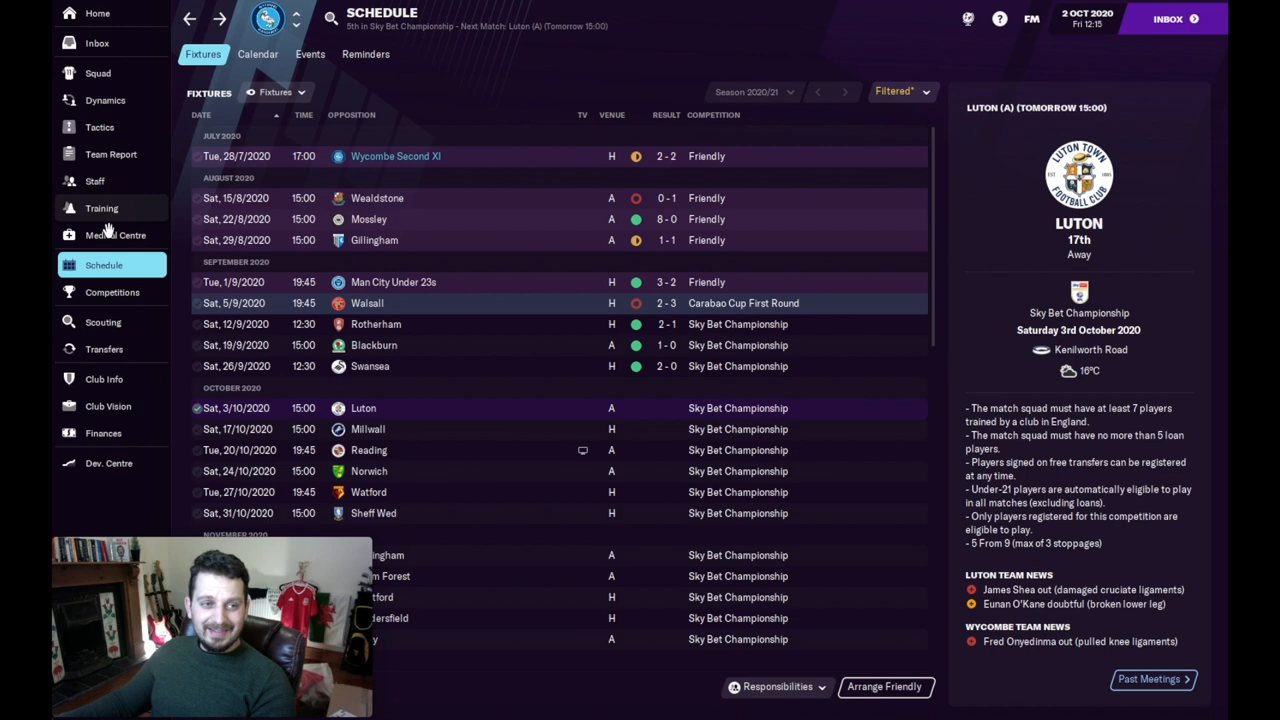 Home
SCHEDULE
5th in Sky Bet Championship - Next Match: Luton (A) (Tomorrow 15:00)
?
FM
2 OCT 2020
Fri 12:15
INBOX
Inbox
Squad
Dynamics
Tactics
Team Report
Staff
Training
Schedule
Competitions
Scouting
Transfers
Club Info
Club Vision
Finances
Dev. Centre
Fixtures Calendar Events Reminders
FIXTURES Fixtures Season 2020/21 Filtered*
DATE TIME OPPOSITION TV VENUE RESULT COMPETITION
JULY 2020
Tue, 28/7/2020 17:00 Wycombe Second XI H 2 - 2 Friendly
AUGUST 2020
Sat, 15/8/2020 15:00 Wealdstone A 0 - 1 Friendly
Sat, 22/8/2020 15:00 Mossley A 8 - 0 Friendly
Sat, 29/8/2020 15:00 Gillingham A 1 - 1 Friendly
SEPTEMBER 2020
Tue, 1/9/2020 19:45 Man City Under 23s H 3 - 2 Friendly
Sat, 5/9/2020 19:45 Walsall H 2 - 3 Carabao Cup First Round
Sat, 12/9/2020 12:30 Rotherham H 2 - 1 Sky Bet Championship
Sat, 19/9/2020 15:00 Blackburn A 1 - 0 Sky Bet Championship
Sat, 26/9/2020 12:30 Swansea H 2 - 0 Sky Bet Championship
OCTOBER 2020
Sat, 3/10/2020 15:00 Luton A Sky Bet Championship
Sat, 17/10/2020 15:00 Millwall H Sky Bet Championship
Tue, 20/10/2020 19:45 Reading A Sky Bet Championship
Sat, 24/10/2020 15:00 Norwich A Sky Bet Championship
Tue, 27/10/2020 19:45 Watford H Sky Bet Championship
Sat, 31/10/2020 15:00 Sheff Wed H Sky Bet Championship
ngham A Sky Bet Championship
Forest A Sky Bet Championship
tford H Sky Bet Championship
dersfield H Sky Bet Championship
y A Sky Bet Championship
Responsibilities
Arrange Friendly
LUTON (A) (TOMORROW 15:00)
LUTON TOWN
EST 1885
FOOTBALL CLUB
LUTON
17th
Away
Sky Bet Championship
Saturday 3rd October 2020
Kenilworth Road
16°C
- The match squad must have at least 7 players
trained by a club in England.
- The match squad must have no more than 5 loan
players.
- Players signed on free transfers can be registered
at any time.
- Under-21 players are automatically eligible to play
in all matches (excluding loans).
- Only players registered for this competition are
eligible to play.
- 5 From 9 (max of 3 stoppages)
LUTON TEAM NEWS
James Shea out (damaged cruciate ligaments)
Eunan O'Kane doubtful (broken lower leg)
WYCOMBE TEAM NEWS
Fred Onyedinma out (pulled knee ligaments)
Past Meetings